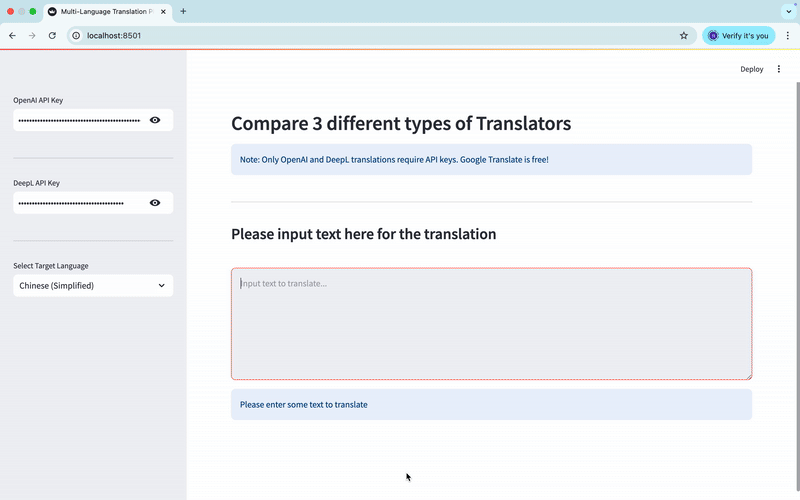 Multi-Language Translation P
localhost:8501
Verify it's you
Deploy
OpenAI API Key
DeepL API Key
Select Target Language
Chinese (Simplified)
Compare 3 different types of Translators
Note: Only OpenAI and DeepL translations require API keys. Google Translate is free!
Please input text here for the translation
Input text to translate...
Please enter some text to translate